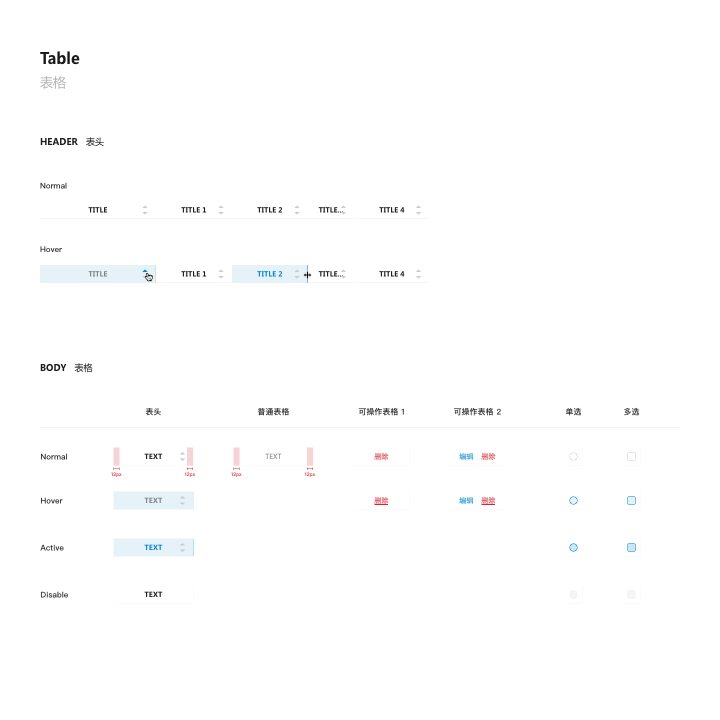 Table
表格
HEADER 表头
Normal
TITLE TITLE 1 TITLE 2 TITLE... TITLE 4
Hover
TITLE TITLE 1 TITLE 2 TITLE... TITLE 4
BODY 表格
表头 普通表格 可操作表格 1 可操作表格 2 单选 多选
Normal TEXT TEXT 删除 编辑 删除
12px 12px 12px 12px
Hover TEXT 删除 编辑 删除
Active TEXT
Disable TEXT